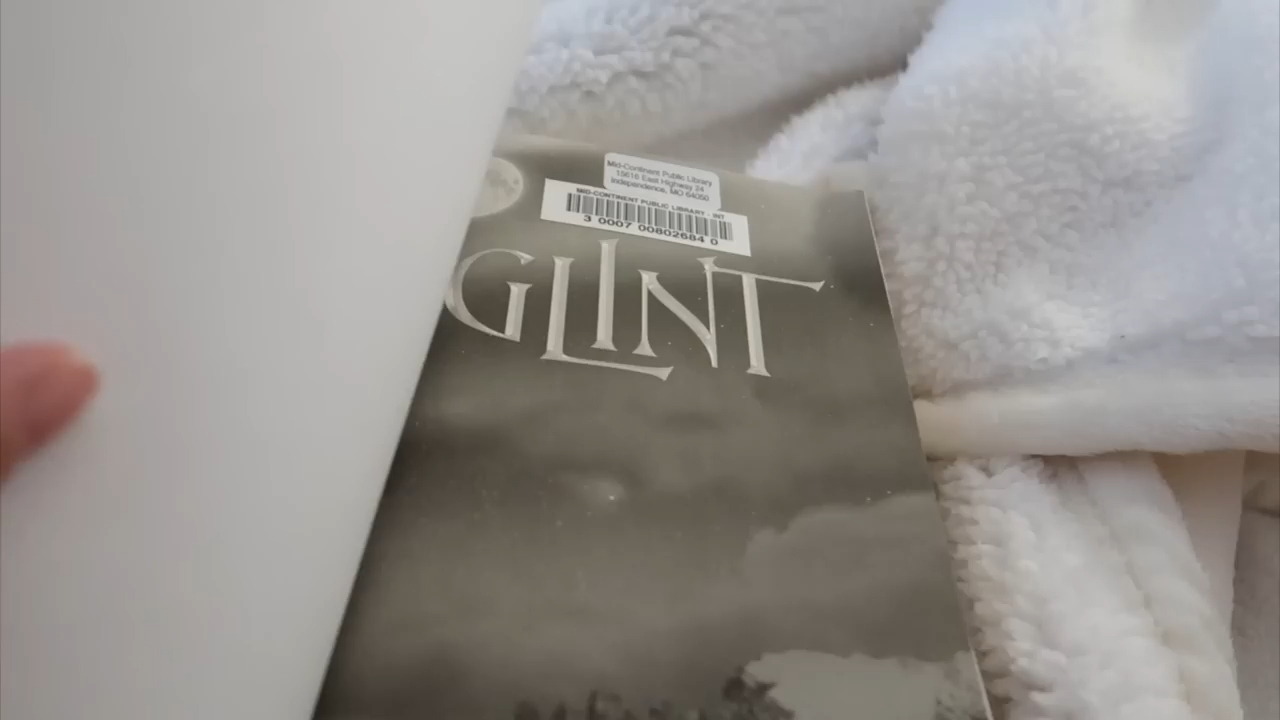 Mid-Continent Public Library
15616 East Highway 24
Independence, MO 64050
MID-CONTINENT PUBLIC LIBRARY - INT
3 0007 00802684 0
GLINT